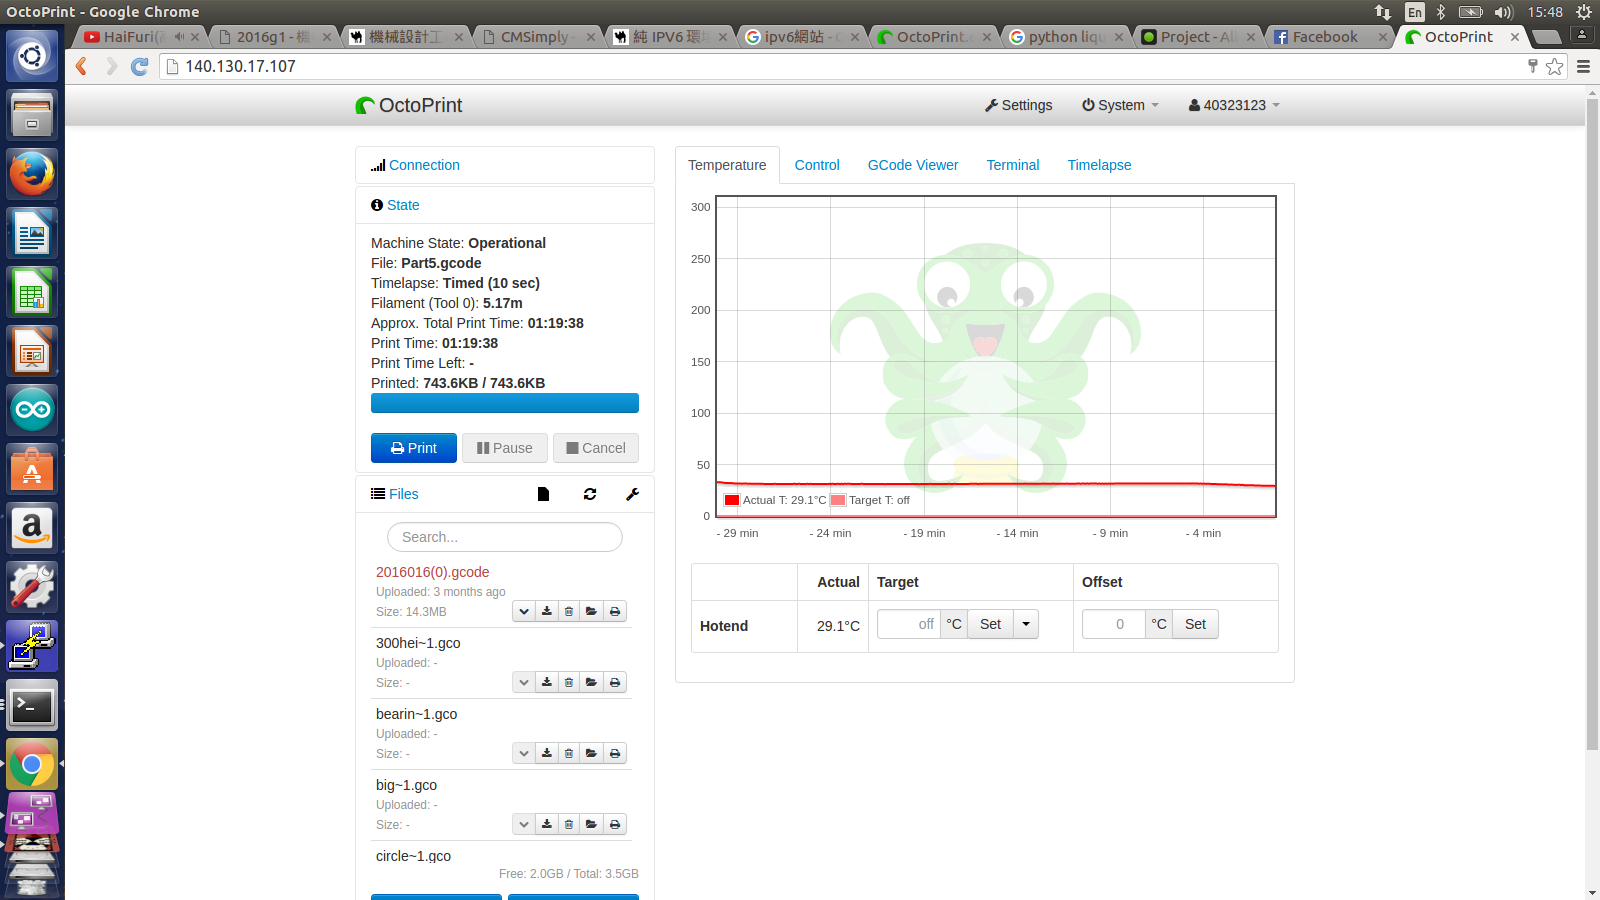 OctoPrint - Google Chrome
En
15:48
HaiFuri(
2016g1 - 機
機械設計工
CMSimply -
純 IPV6 環
ipv6網站 -
OctoPrint.
python liqu
Project - Al
Facebook
OctoPrint
140.130.17.107
OctoPrint
Settings
System
40323123
Connection
State
Machine State: Operational
File: Part5.gcode
Timelapse: Timed (10 sec)
Filament (Tool 0): 5.17m
Approx. Total Print Time: 01:19:38
Print Time: 01:19:38
Print Time Left: -
Printed: 743.6KB / 743.6KB
Print
Pause
Cancel
Files
Search...
2016016(0).gcode
Uploaded: 3 months ago
Size: 14.3MB
300hei~1.gco
Uploaded: -
Size: -
bearin~1.gco
Uploaded: -
Size: -
big~1.gco
Uploaded: -
Size: -
circle~1.gco
Free: 2.0GB / Total: 3.5GB
Temperature
Control
GCode Viewer
Terminal
Timelapse
300
250
200
150
100
50
0
Actual T: 29.1°C
Target T: off
- 29 min
- 24 min
- 19 min
- 14 min
- 9 min
- 4 min
Actual
Target
Offset
Hotend
29.1°C
off °C Set
0 °C Set